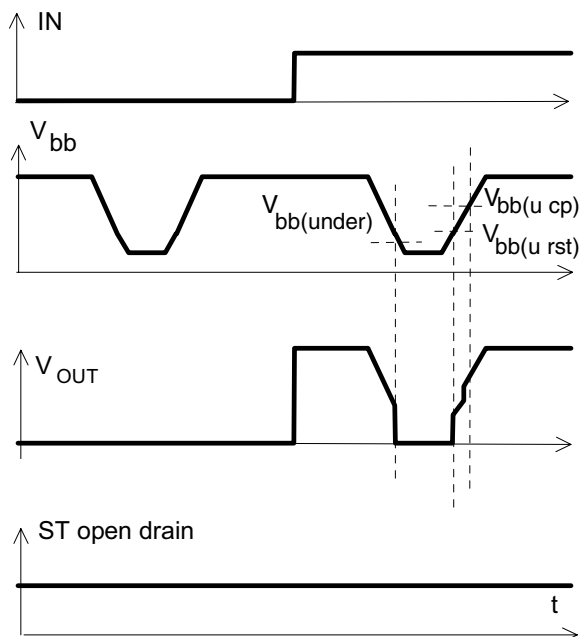 IN
V bb
V bb(under)
V bb(u cp)
V bb(u rst)
V OUT
ST open drain
t